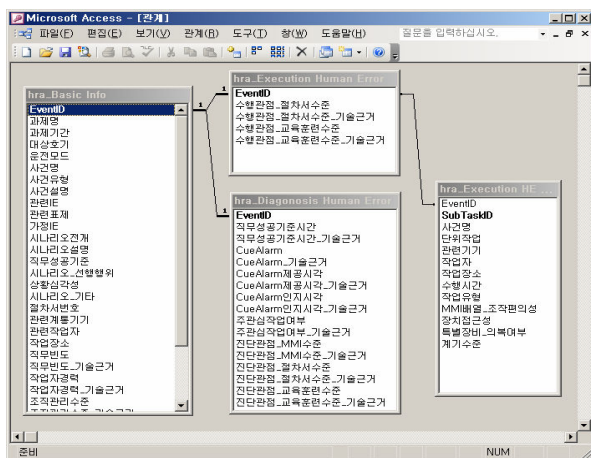 Microsoft Access - [관계]
파일(F) 편집(E) 보기(V) 관계(R) 도구(T) 창(W) 도움말(H) 질문을 입력하십시오.
hra_Basic Info
EventID
과제명
과제기간
대상호기
운전모드
사건명
사건유형
사건설명
관련IE
관련표제
가정IE
시나리오전개
시나리오설명
직무성공기준
시나리오_선행행위
상황심각성
시나리오_기타
절차서번호
관련계통기기
관련작업자
작업장소
직무빈도
직무빈도_기술근거
작업자경력
작업자경력_기술근거
조직관리수준
hra_Execution Human Error
EventID
수행관점_절차서수준
수행관점_절차서수준_기술근거
수행관점_교육훈련수준
수행관점_교육훈련수준_기술근거
hra_Diagonosis Human Error
EventID
직무성공기준시간
직무성공기준시간_기술근거
CueAlarm
CueAlarm_기술근거
CueAlarm제공시각
CueAlarm제공시각_기술근거
CueAlarm인지시각
CueAlarm인지시각_기술근거
주관심작업여부
주관심작업여부_기술근거
진단관점_MMI수준
진단관점_MMI수준_기술근거
진단관점_절차서수준
진단관점_절차서수준_기술근거
진단관점_교육훈련수준
진단관점_교육훈련수준_기술근거
hra_Execution HE ...
EventID
SubTaskID
사건명
단위작업
관련기기
작업자
작업장소
수행시간
작업유형
MMI배열_조작편의성
장치접근성
특별장비_의복여부
계기수준
1
1
1
1
준비 NUM